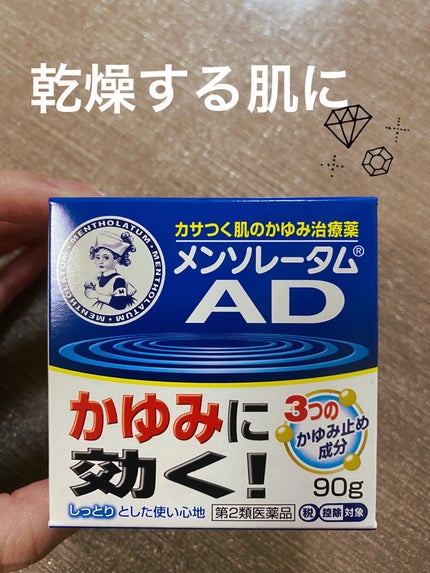 乾燥する肌に
カサつく肌のかゆみ治療薬
MENTHOLATUM・MENTHOLATUM・MENTHOLATUM・
メンソレータム®
AD
かゆみに
効く!
3つの
かゆみ止め
成分
90g
しっとりとした使い心地
第2類医薬品
税 控除 対象